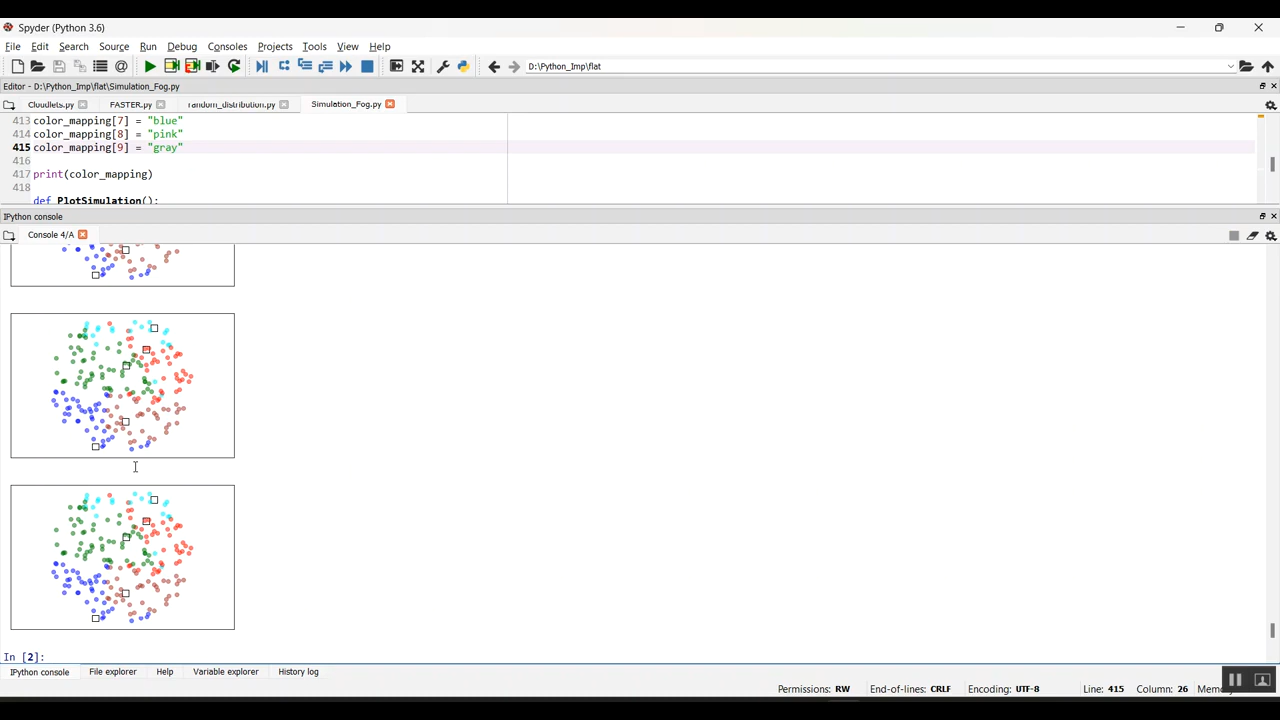 Spyder (Python 3.6)
File Edit Search Source Run Debug Consoles Projects Tools View Help
D:\Python_Imp\flat
Editor - D:\Python_Imp\flat\Simulation_Fog.py
Cloudlets.py FASTER.py random_distribution.py Simulation_Fog.py
413 color_mapping[7] = "blue"
414 color_mapping[8] = "pink"
415 color_mapping[9] = "gray"
416
417 print(color_mapping)
418
def PlotSimulation():
IPython console
Console 4/A
In [2]:
IPython console File explorer Help Variable explorer History log
Permissions: RW End-of-lines: CRLF Encoding: UTF-8 Line: 415 Column: 26